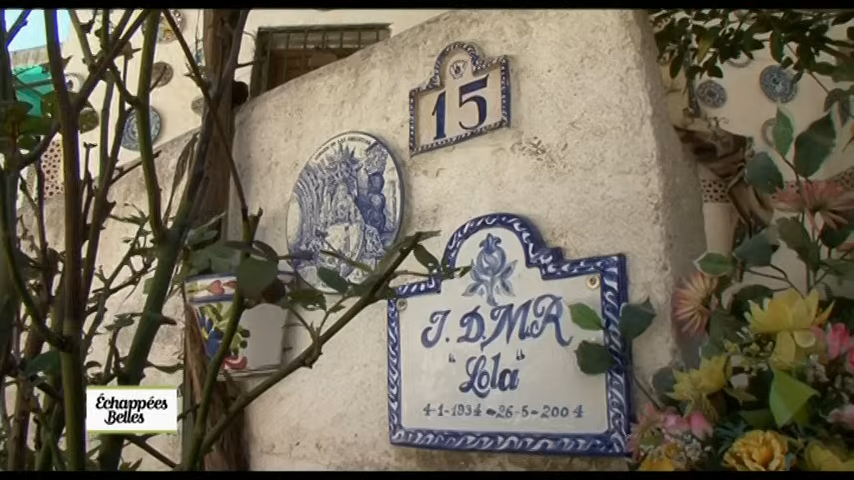 15
J. D. M R
"Lola"
4-1-1934 -26-5-2004
Échappées
Belles